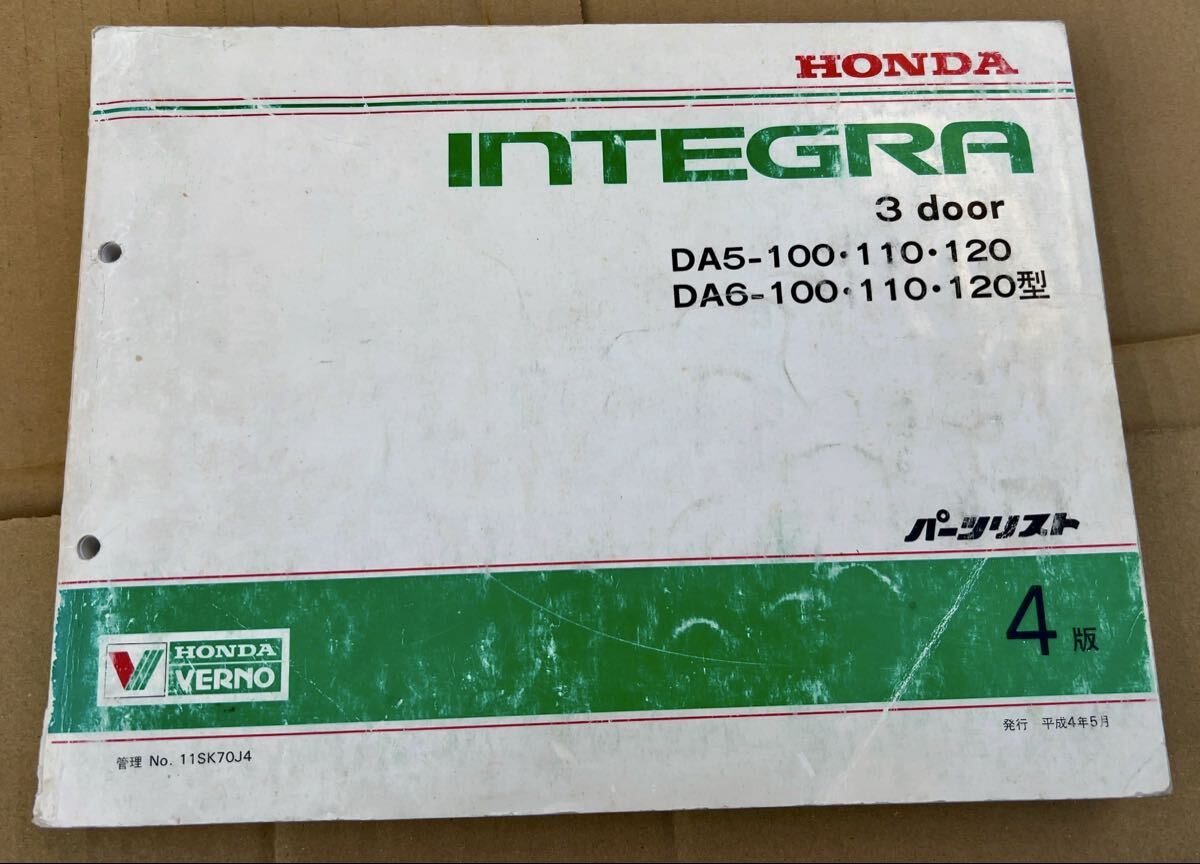 HONDA
INTEGRA
3 door
DA5-100・110・120
DA6-100・110・120型
パーツリスト
4版
HONDA
VERNO
発行 平成4年5月
管理 No. 11SK70J4